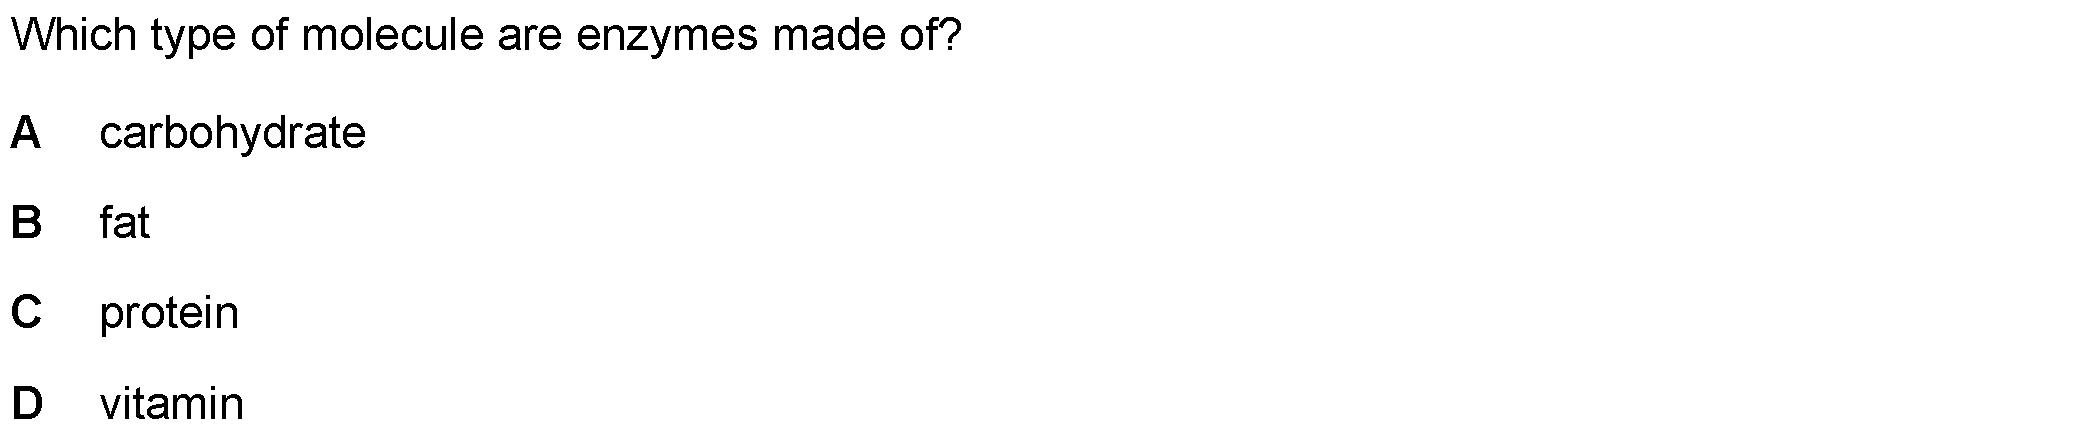 Which type of molecule are enzymes made of?
A carbohydrate
B fat
C protein
D vitamin